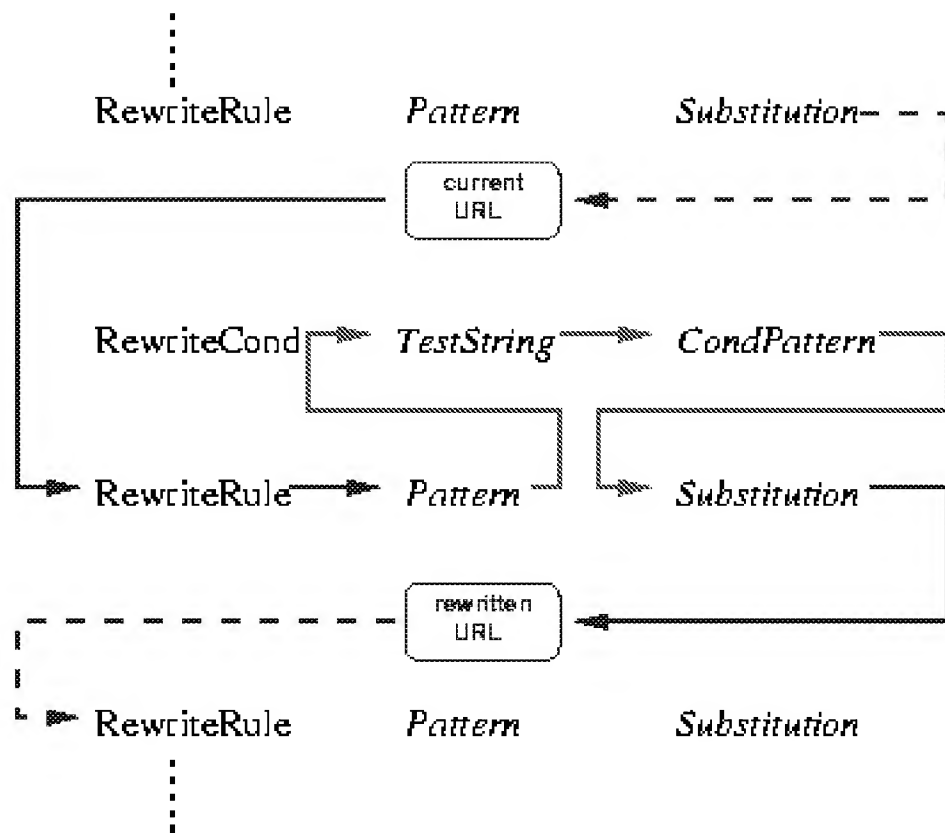 RewriteRule Pattern Substitution
current
URL
RewriteCond TestString CondPattern
RewriteRule Pattern Substitution
rewritten
URL
RewriteRule Pattern Substitution